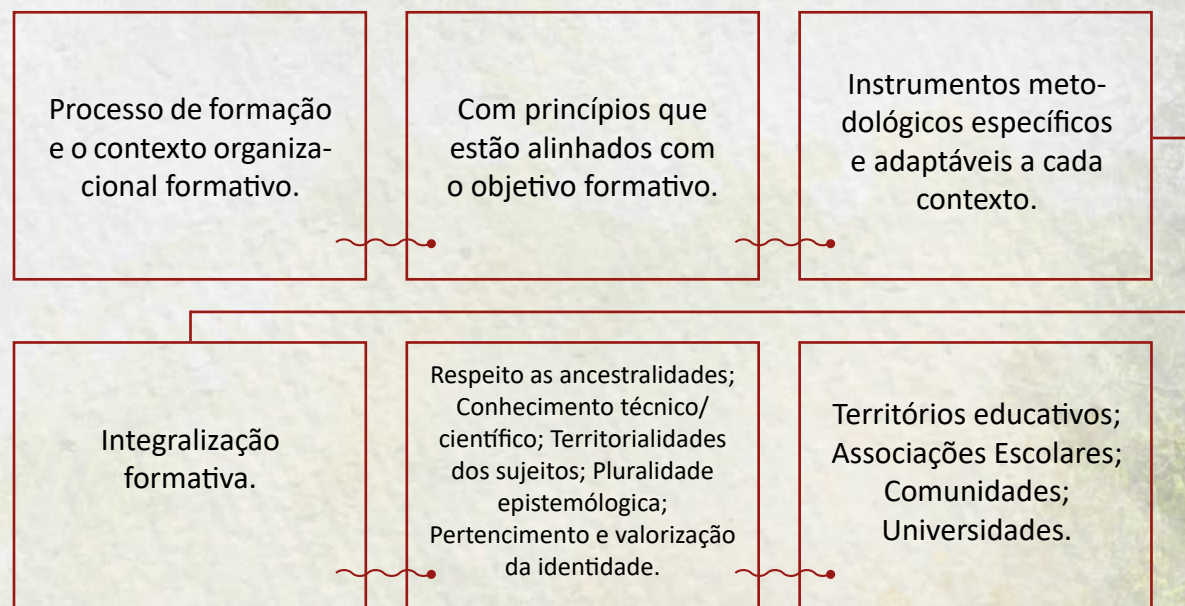 Processo de formação
e o contexto organiza-
cional formativo.
Com princípios que
estão alinhados com
o objetivo formativo.
Instrumentos meto-
dológicos específicos
e adaptáveis a cada
contexto.
Integralização
formativa.
Respeito as ancestralidades;
Conhecimento técnico/
científico; Territorialidades
dos sujeitos; Pluralidade
epistemólogica;
Pertencimento e valorização
da identidade.
Territórios educativos;
Associações Escolares;
Comunidades;
Universidades.